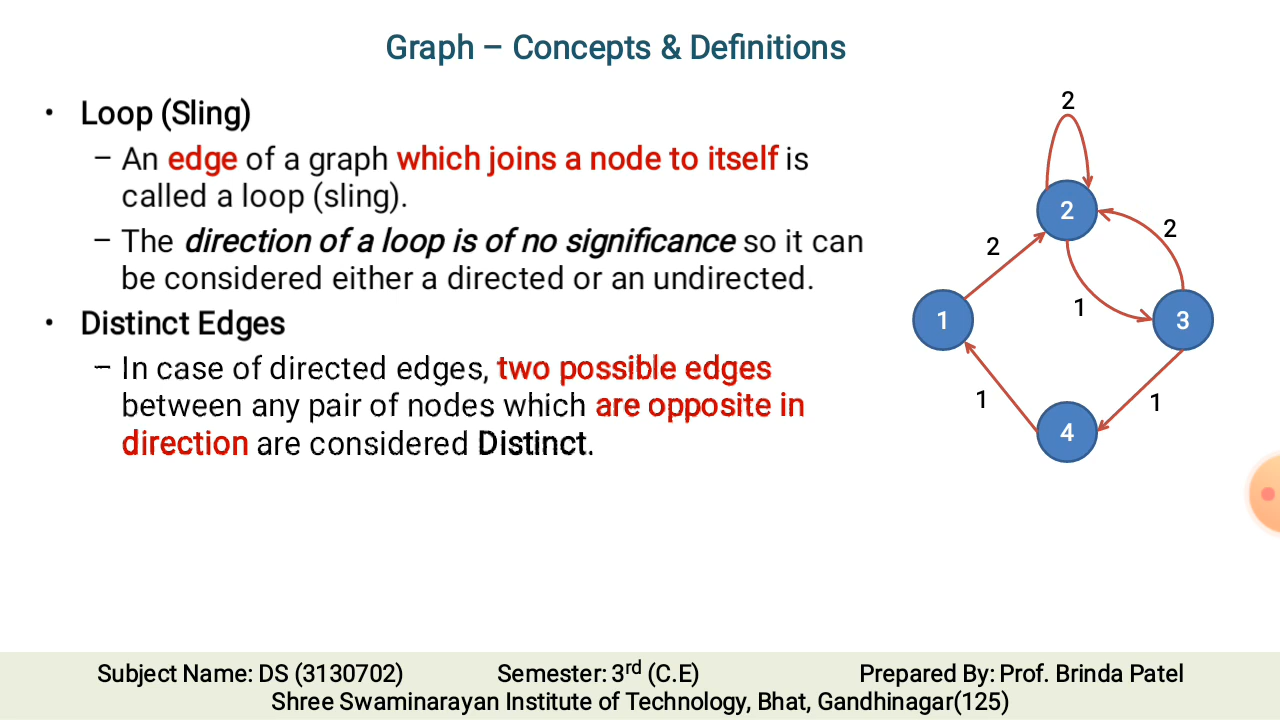 Graph – Concepts & Definitions
• Loop (Sling)
– An edge of a graph which joins a node to itself is
called a loop (sling).
– The direction of a loop is of no significance so it can
be considered either a directed or an undirected.
• Distinct Edges
– In case of directed edges, two possible edges
between any pair of nodes which are opposite in
direction are considered Distinct.
2
2
2
2
1
1
3
1
1
4
Subject Name: DS (3130702) Semester: 3rd (C.E) Prepared By: Prof. Brinda Patel
Shree Swaminarayan Institute of Technology, Bhat, Gandhinagar(125)